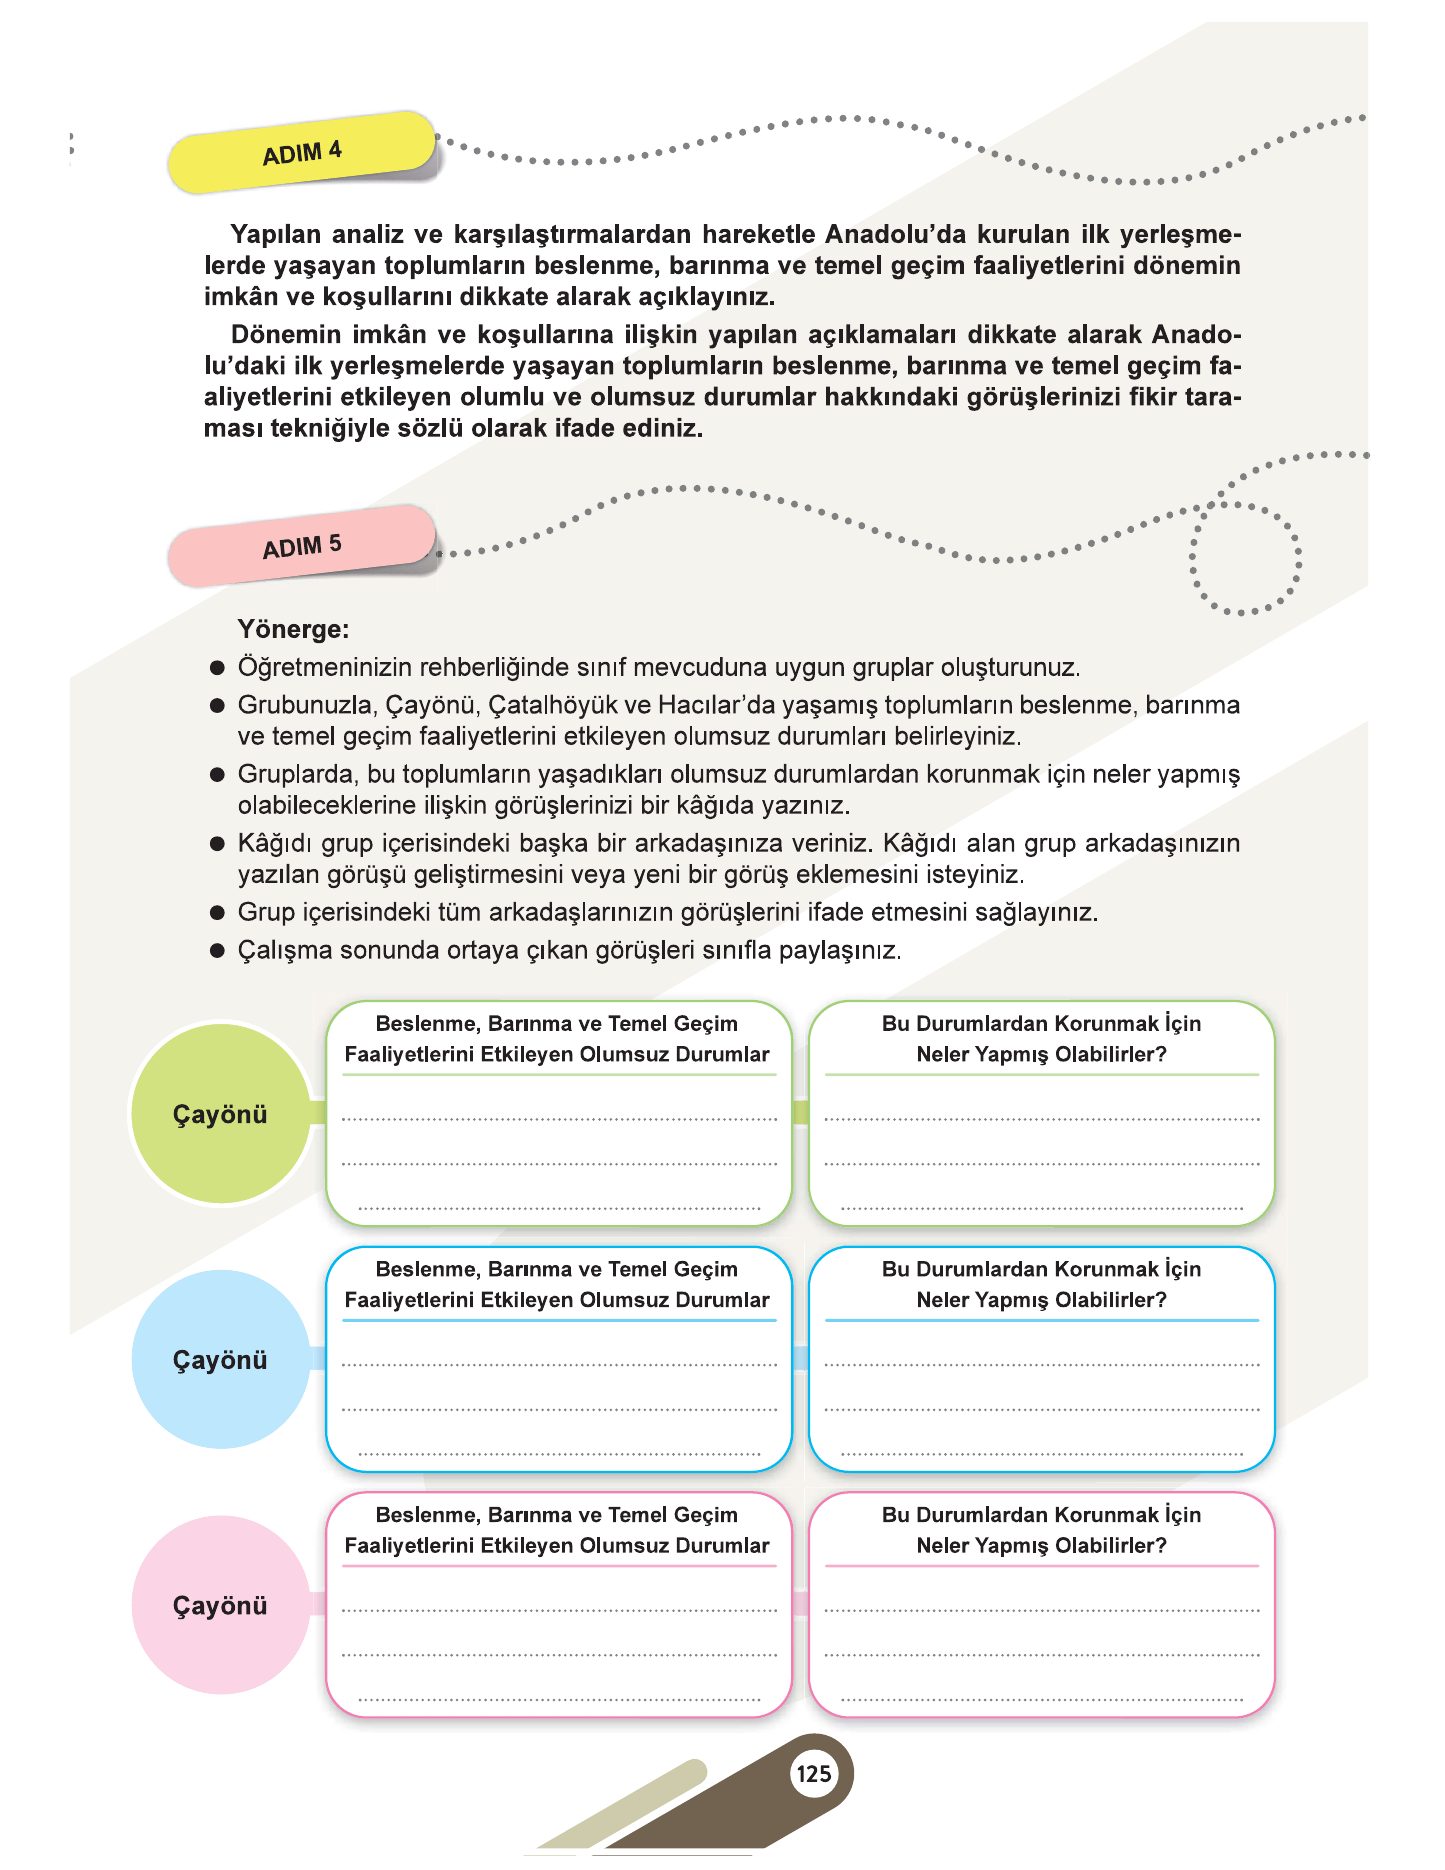 ADIM 4
Yapılan analiz ve karşılaştırmalardan hareketle Anadolu’da kurulan ilk yerleşme-
lerde yaşayan toplumların beslenme, barınma ve temel geçim faaliyetlerini dönemin
imkân ve koşullarını dikkate alarak açıklayınız.
Dönemin imkân ve koşullarına ilişkin yapılan açıklamaları dikkate alarak Anado-
lu’daki ilk yerleşmelerde yaşayan toplumların beslenme, barınma ve temel geçim fa-
aliyetlerini etkileyen olumlu ve olumsuz durumlar hakkındaki görüşlerinizi fikir tara-
ması tekniğiyle sözlü olarak ifade ediniz.
ADIM 5
Yönerge:
● Öğretmeninizin rehberliğinde sınıf mevcuduna uygun gruplar oluşturunuz.
● Grubunuzla, Çayönü, Çatalhöyük ve Hacılar’da yaşamış toplumların beslenme, barınma
ve temel geçim faaliyetlerini etkileyen olumsuz durumları belirleyiniz.
● Gruplarda, bu toplumların yaşadıkları olumsuz durumlardan korunmak için neler yapmış
olabileceklerine ilişkin görüşlerinizi bir kâğıda yazınız.
● Kâğıdı grup içerisindeki başka bir arkadaşınıza veriniz. Kâğıdı alan grup arkadaşınızın
yazılan görüşü geliştirmesini veya yeni bir görüş eklemesini isteyiniz.
● Grup içerisindeki tüm arkadaşlarınızın görüşlerini ifade etmesini sağlayınız.
● Çalışma sonunda ortaya çıkan görüşleri sınıfla paylaşınız.
Çayönü
Beslenme, Barınma ve Temel Geçim
Faaliyetlerini Etkileyen Olumsuz Durumlar
Bu Durumlardan Korunmak İçin
Neler Yapmış Olabilirler?
Çayönü
Beslenme, Barınma ve Temel Geçim
Faaliyetlerini Etkileyen Olumsuz Durumlar
Bu Durumlardan Korunmak İçin
Neler Yapmış Olabilirler?
Çayönü
Beslenme, Barınma ve Temel Geçim
Faaliyetlerini Etkileyen Olumsuz Durumlar
Bu Durumlardan Korunmak İçin
Neler Yapmış Olabilirler?
125